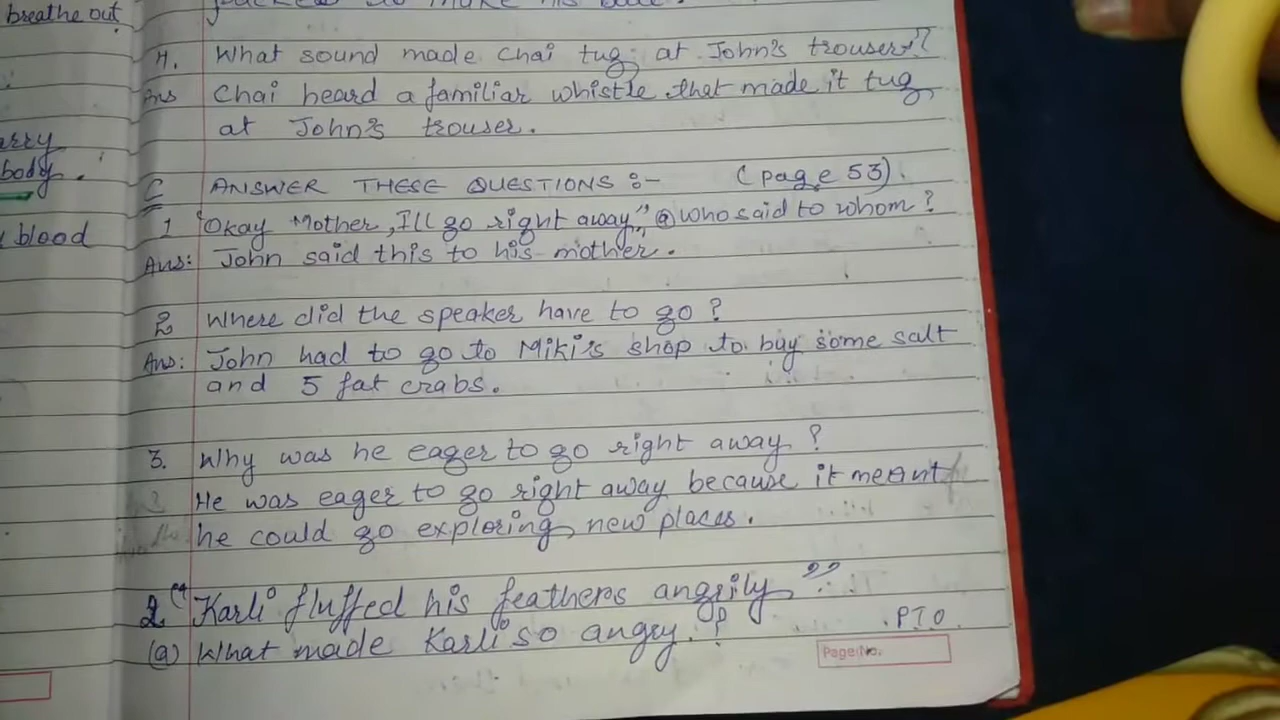 breathe out
4. What sound made Chai tug at John's trouser?
Ans Chai heard a familiar whistle that made it tug
at John's trouser.
body.
C ANSWER THESE QUESTIONS :- (page 53).
blood
1 "Okay Mother, I'll go right away," @ who said to whom?
Ans: John said this to his mother.
2 Where did the speaker have to go?
Ans: John had to go to Miki's shop to buy some salt
and 5 fat crabs.
3. Why was he eager to go right away?
He was eager to go right away because it meant
he could go exploring new places.
2 "Karli fluffed his feathers angrily"
(a) What made Karli so angry.?
PTO.
Page No.